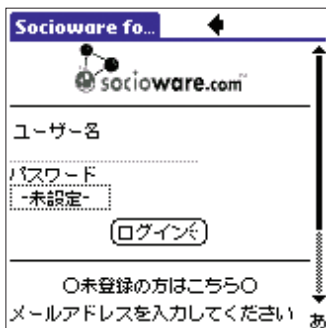 Socioware fo...
socioware.com
ユーザー名
パスワード
-未設定-
ログイン
○未登録の方はこちら○
メールアドレスを入力してください
あ